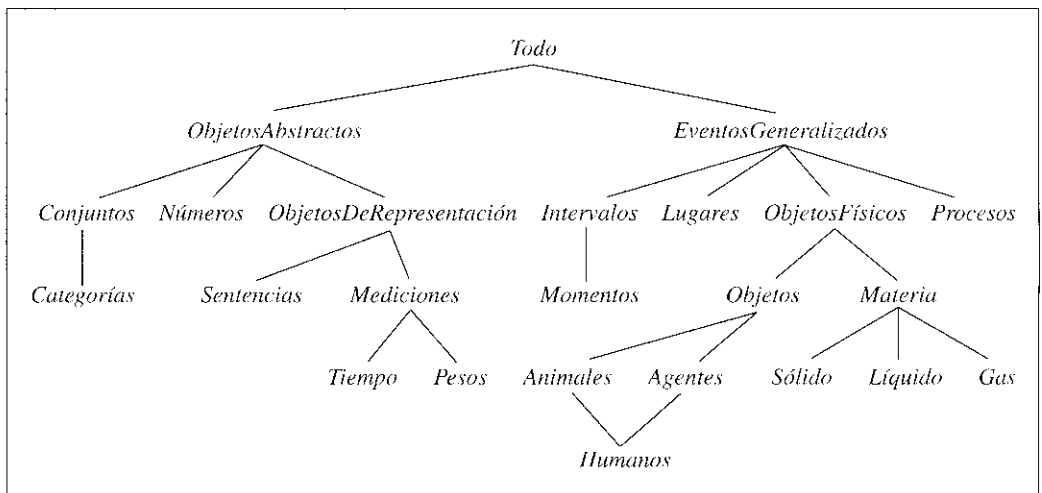 Todo
ObjetosAbstractos EventosGeneralizados
Conjuntos Números ObjetosDeRepresentación Intervalos Lugares ObjetosFísicos Procesos
Categorías Sentencias Mediciones Momentos Objetos Materia
Tiempo Pesos Animales Agentes Sólido Líquido Gas
Humanos